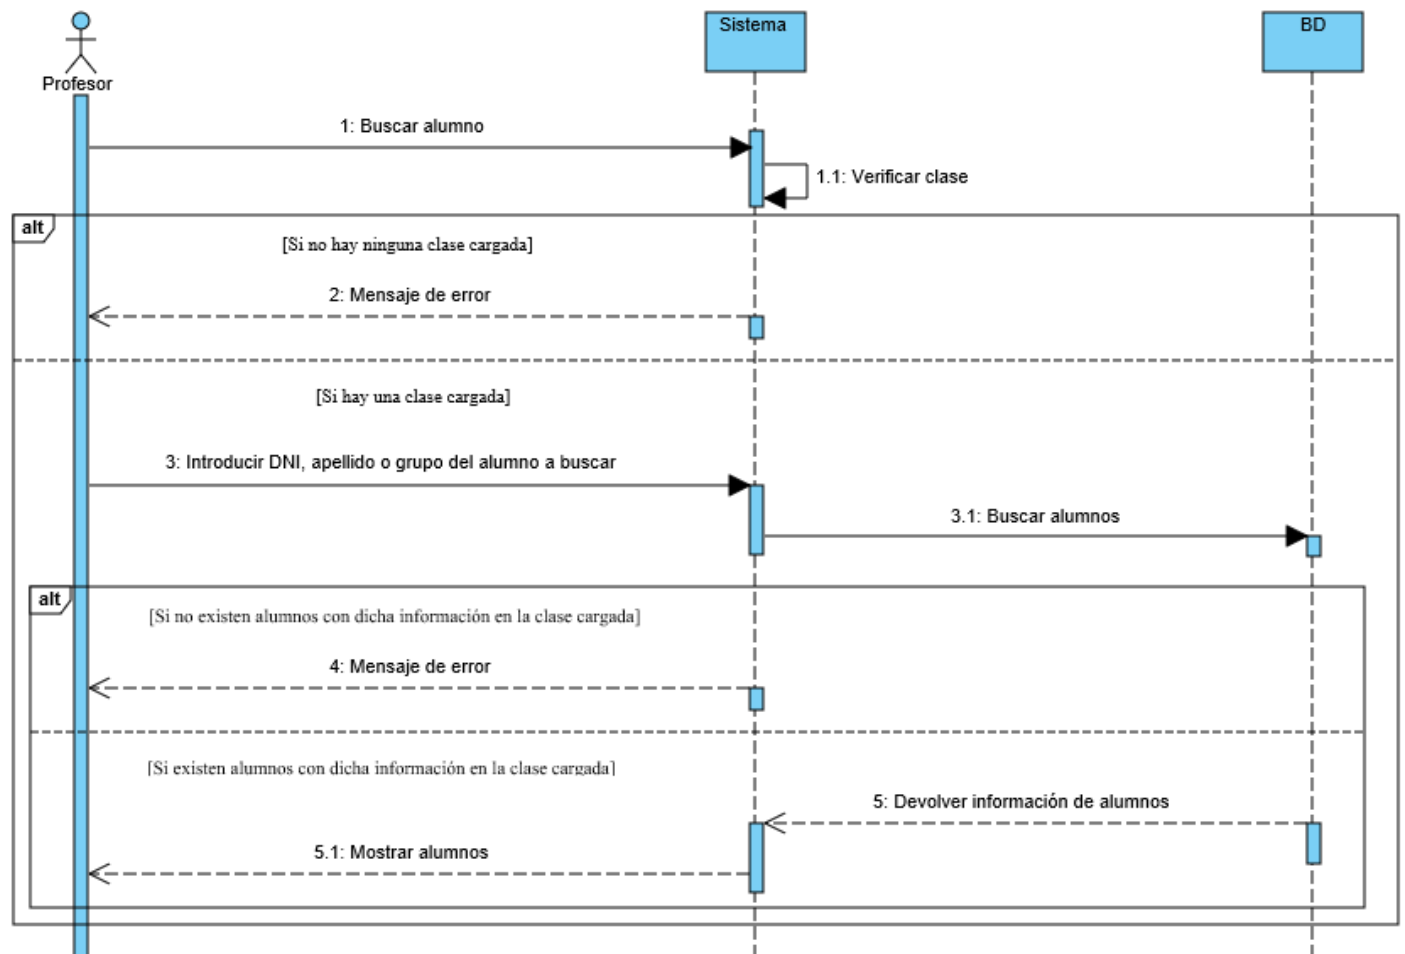 Profesor
Sistema
BD
1: Buscar alumno
1.1: Verificar clase
alt
[Si no hay ninguna clase cargada]
2: Mensaje de error
[Si hay una clase cargada]
3: Introducir DNI, apellido o grupo del alumno a buscar
3.1: Buscar alumnos
alt
[Si no existen alumnos con dicha información en la clase cargada]
4: Mensaje de error
[Si existen alumnos con dicha información en la clase cargada]
5: Devolver información de alumnos
5.1: Mostrar alumnos